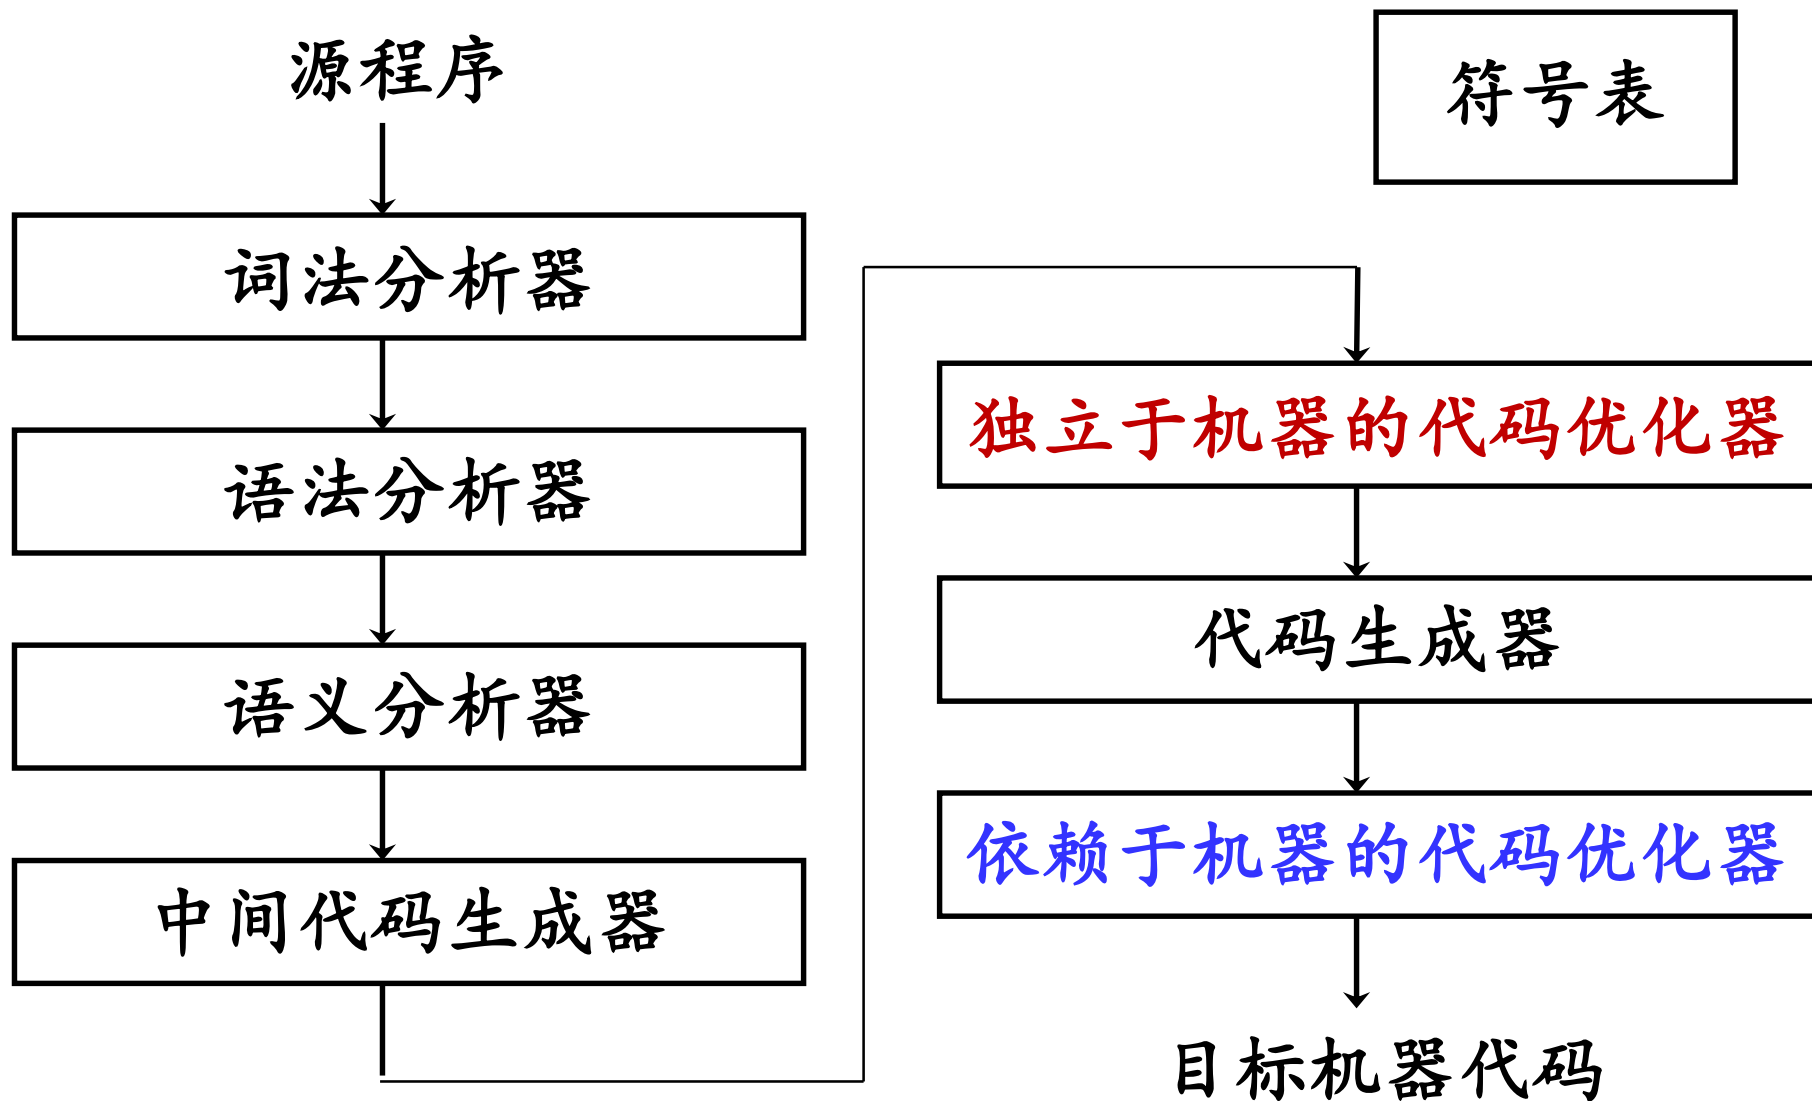 源程序
词法分析器
语法分析器
语义分析器
中间代码生成器
符号表
独立于机器的代码优化器
代码生成器
依赖于机器的代码优化器
目标机器代码